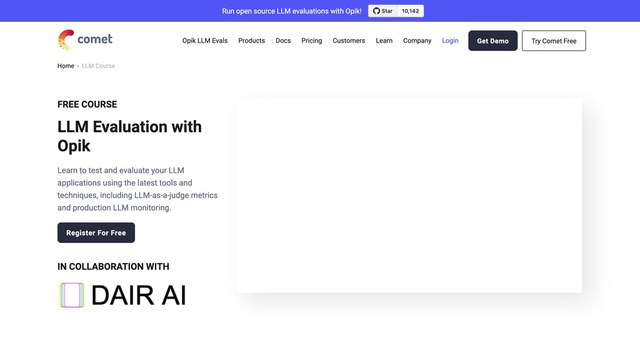 Run open source LLM evaluations with Opik! Star 10,142
comet Opik LLM Evals Products Docs Pricing Customers Learn Company Login Get Demo Try Comet Free
Home › LLM Course
FREE COURSE
LLM Evaluation with
Opik
Learn to test and evaluate your LLM
applications using the latest tools and
techniques, including LLM-as-a-judge metrics
and production LLM monitoring.
Register For Free
IN COLLABORATION WITH
DAIR AI